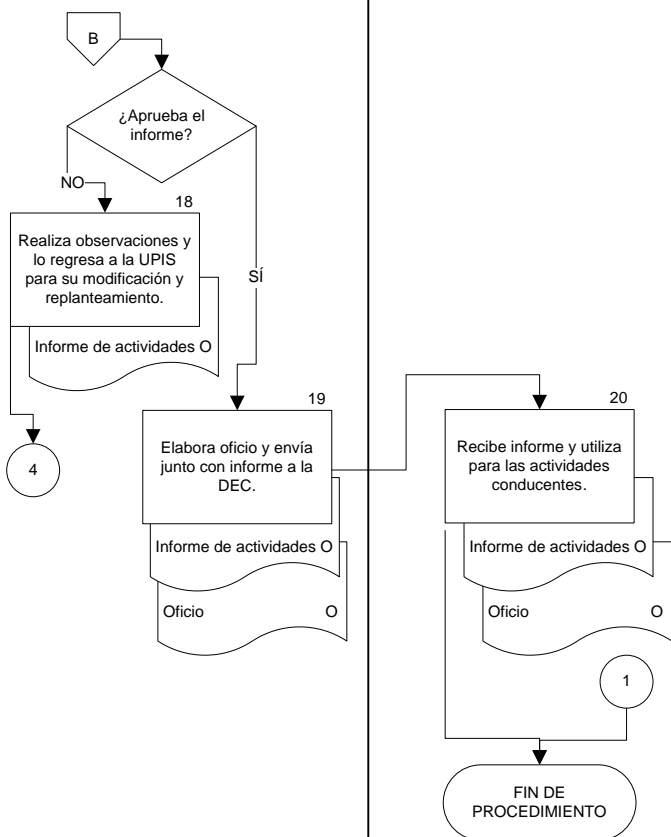 B
¿Aprueba el
informe?
NO
SÍ
18
Realiza observaciones y
lo regresa a la UPIS
para su modificación y
replanteamiento.
Informe de actividades O
4
19
Elabora oficio y envía
junto con informe a la
DEC.
Informe de actividades O
Oficio O
20
Recibe informe y utiliza
para las actividades
conducentes.
Informe de actividades O
Oficio O
1
FIN DE
PROCEDIMIENTO